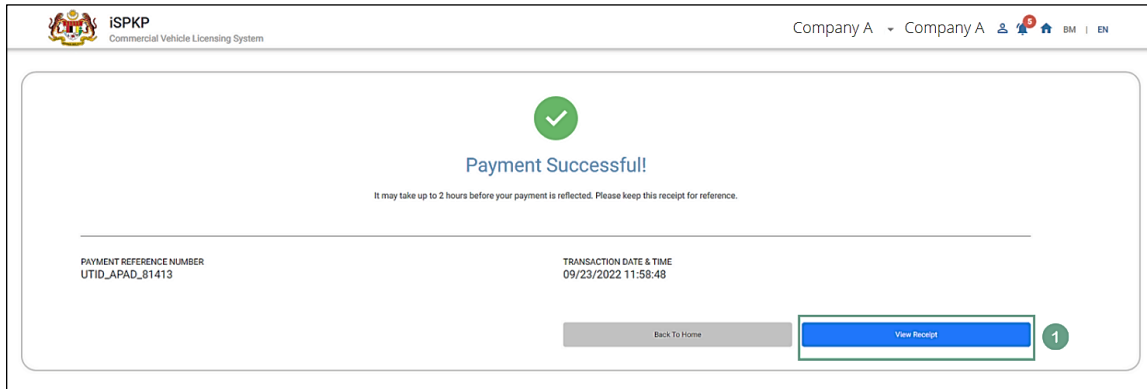 iSPKP
Commercial Vehicle Licensing System
Company A Company A 5 BM | EN
Payment Successful!
It may take up to 2 hours before your payment is reflected. Please keep this receipt for reference.
PAYMENT REFERENCE NUMBER
UTID_APAD_81413
TRANSACTION DATE & TIME
09/23/2022 11:58:48
Back To Home
View Receipt
1